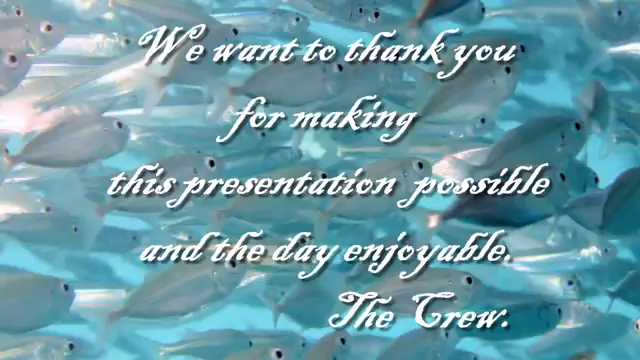 We want to thank you
for making
this presentation possible
and the day enjoyable.
The Crew.